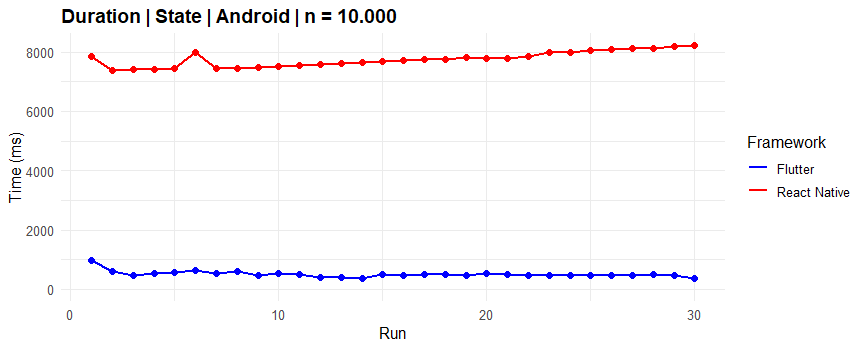 Duration | State | Android | n = 10.000
Time (ms)
8000
6000
4000
2000
0
0
10
20
30
Run
Framework
Flutter
React Native